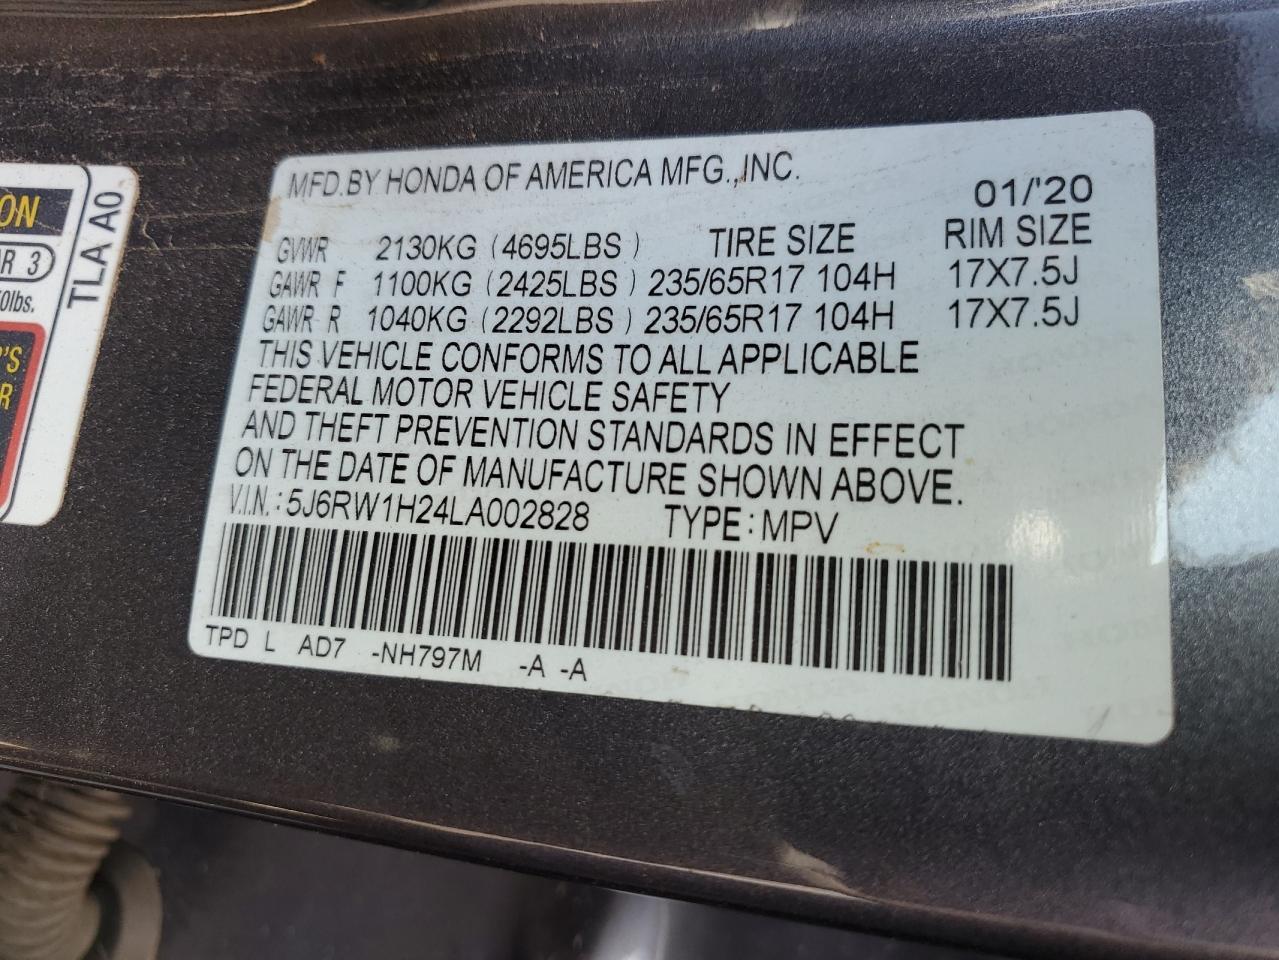 MFD.BY HONDA OF AMERICA MFG.,INC.
01/'20
GVWR 2130KG (4695LBS) TIRE SIZE RIM SIZE
GAWR F 1100KG (2425LBS) 235/65R17 104H 17X7.5J
GAWR R 1040KG (2292LBS) 235/65R17 104H 17X7.5J
THIS VEHICLE CONFORMS TO ALL APPLICABLE
FEDERAL MOTOR VEHICLE SAFETY
AND THEFT PREVENTION STANDARDS IN EFFECT
ON THE DATE OF MANUFACTURE SHOWN ABOVE.
V.I.N.: 5J6RW1H24LA002828 TYPE: MPV
TPD L AD7 -NH797M -A -A
ON
R 3
0lbs.
'S
R
TLA A0